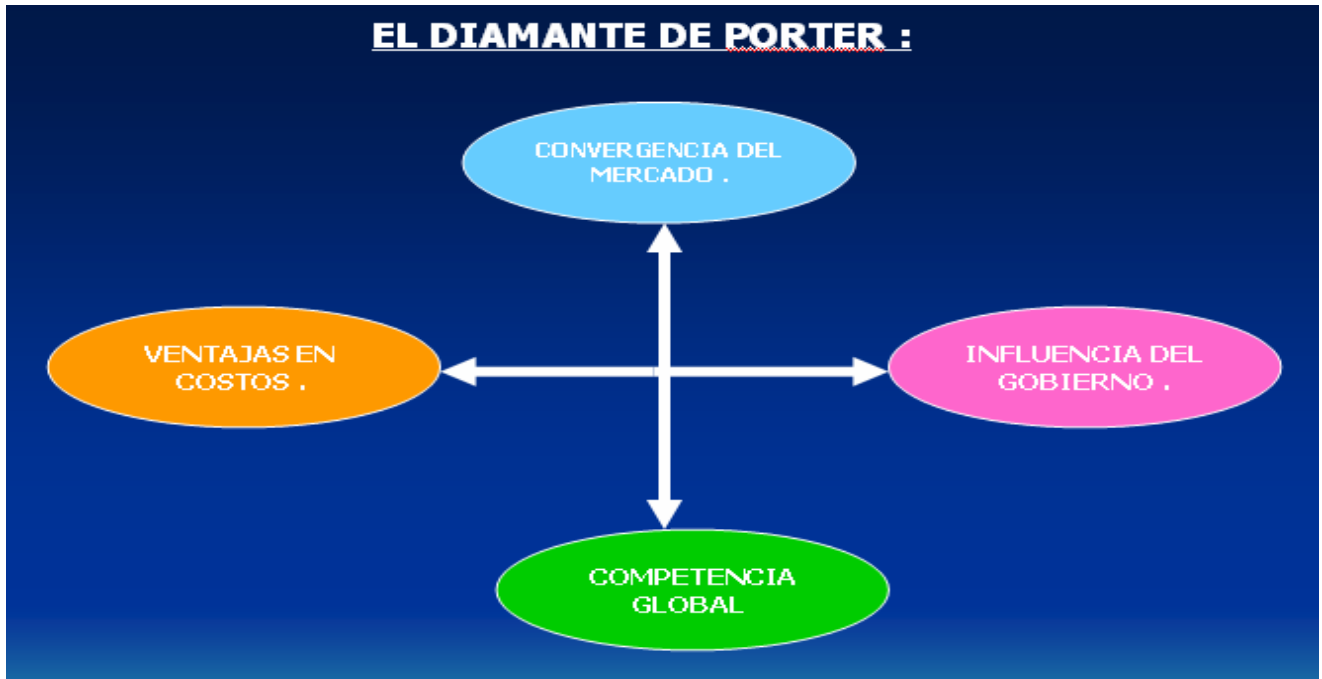 EL DIAMANTE DE PORTER :
CONVERGENCIA DEL
MERCADO .
VENTAJAS EN
COSTOS .
INFLUENCIA DEL
GOBIERNO .
COMPETENCIA
GLOBAL